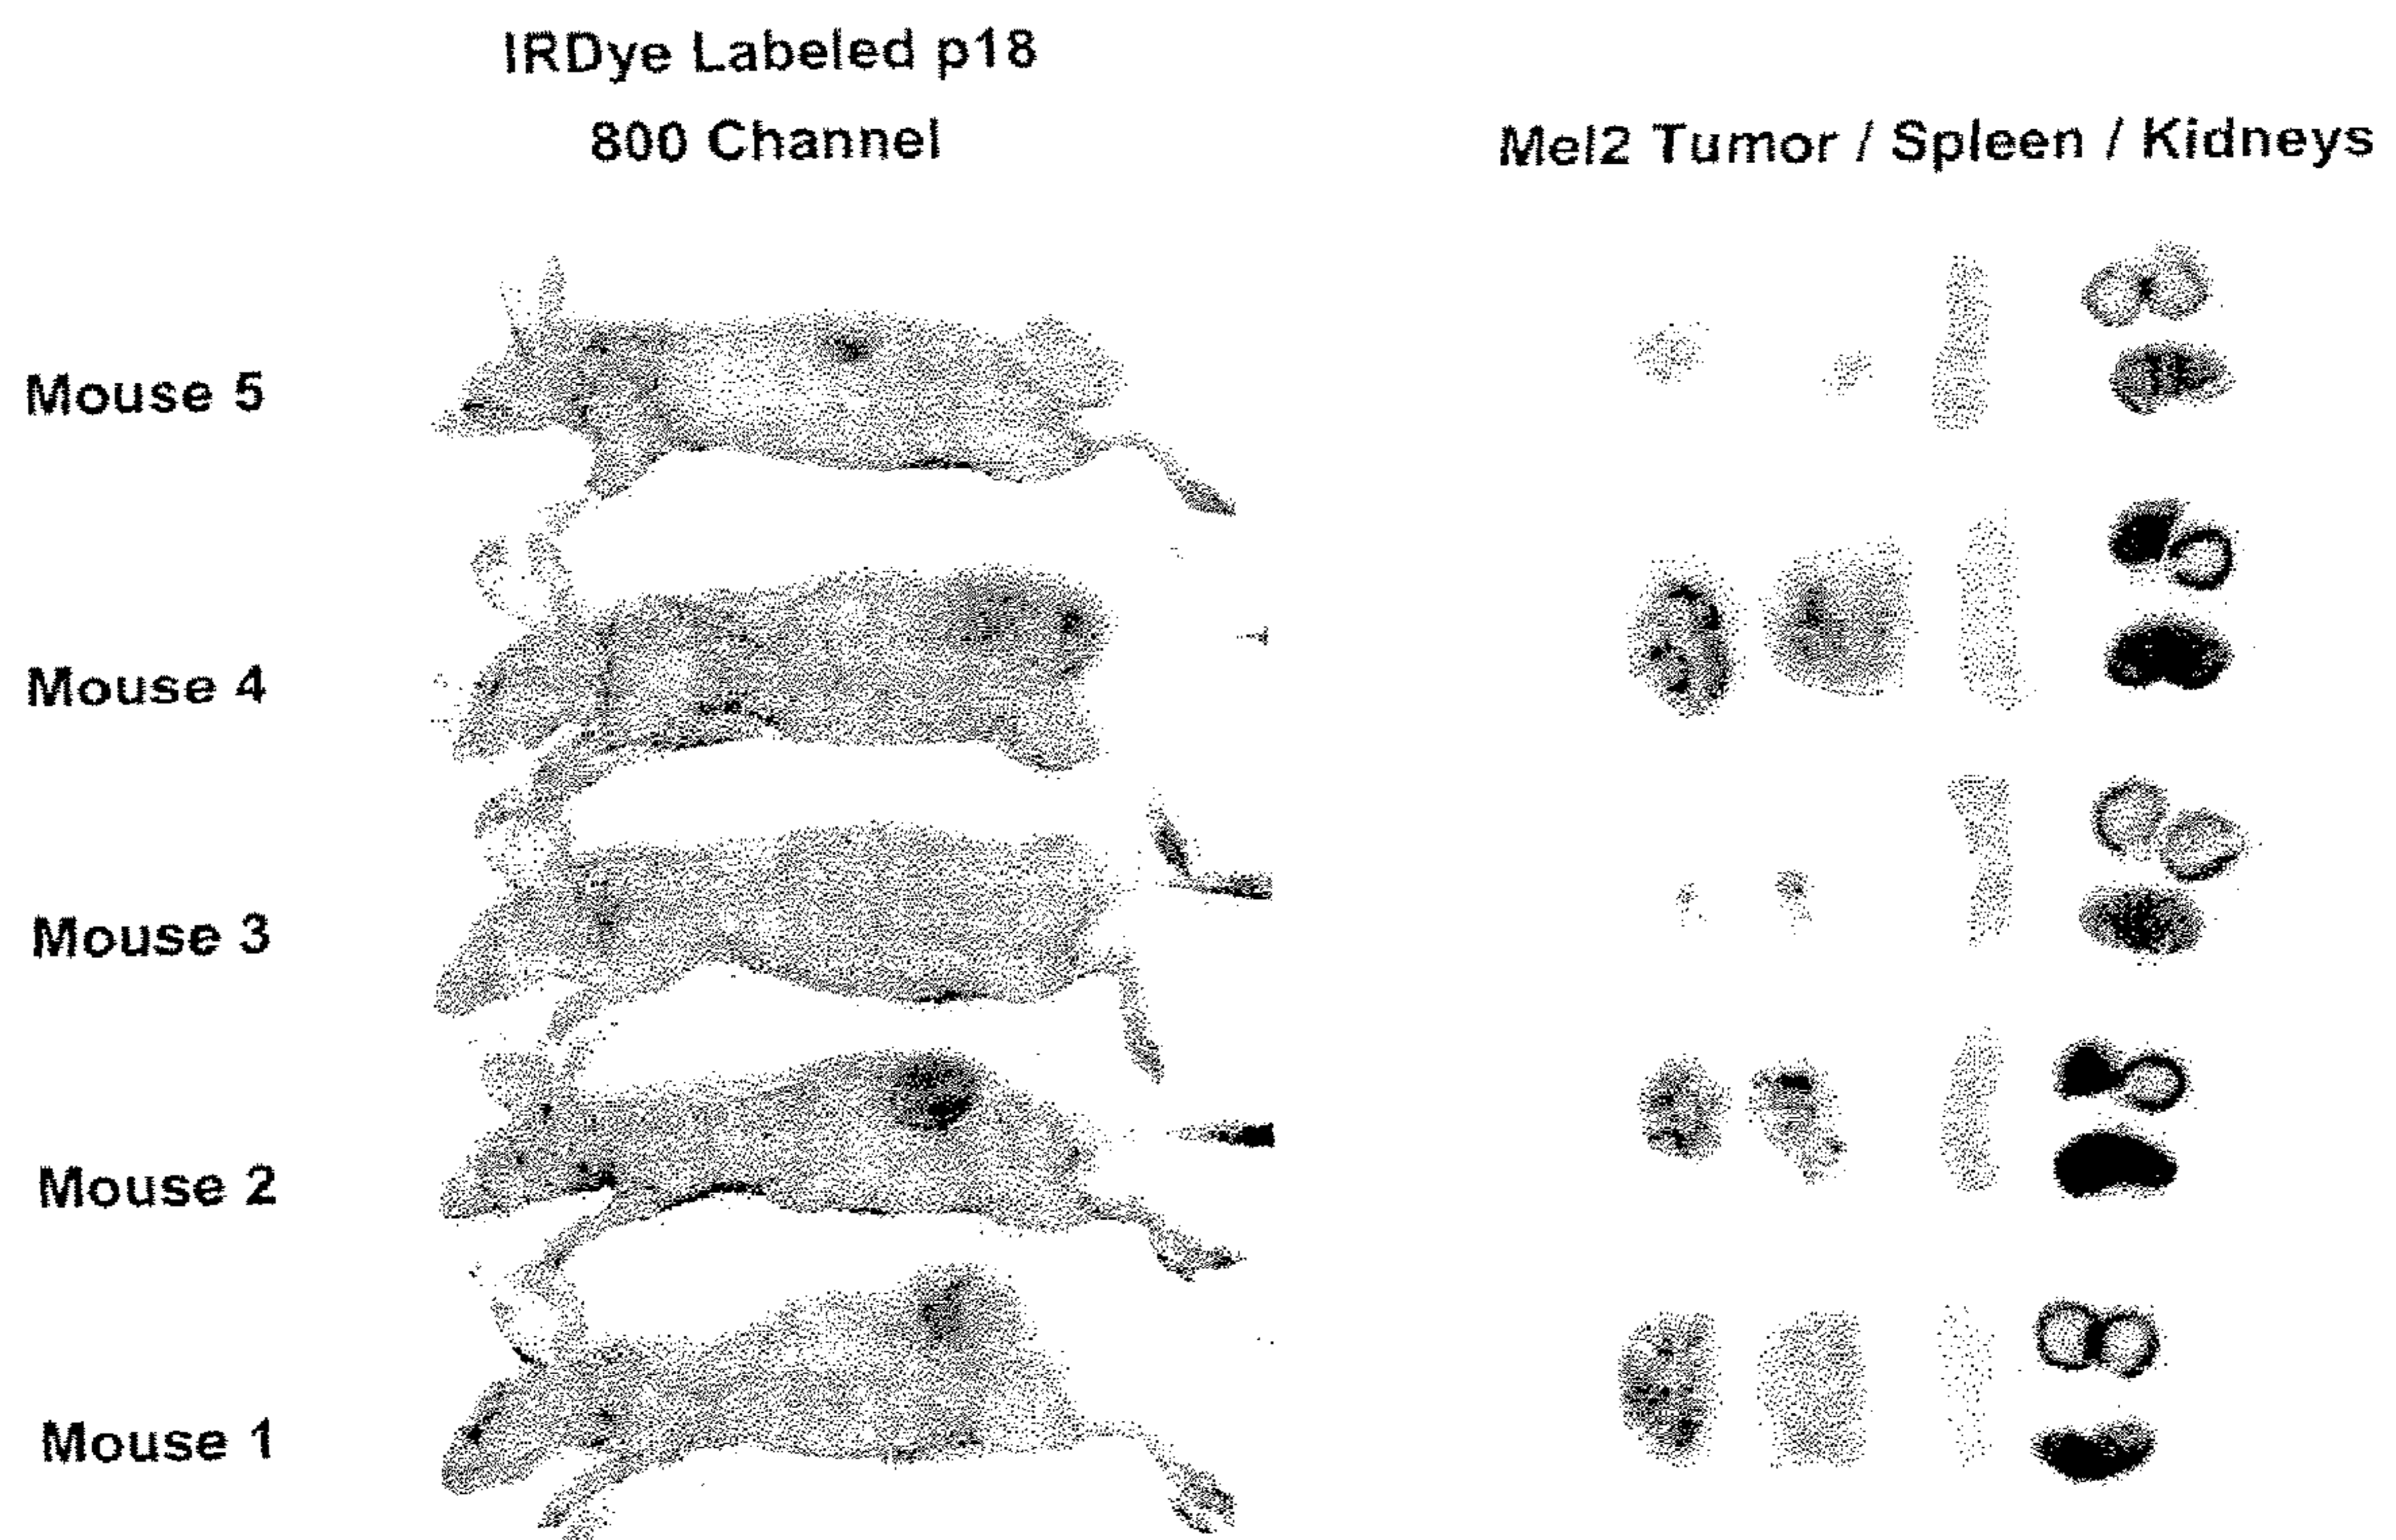 IRDye Labeled p18
800 Channel
Mel2 Tumor / Spleen / Kidneys
Mouse 5
Mouse 4
Mouse 3
Mouse 2
Mouse 1